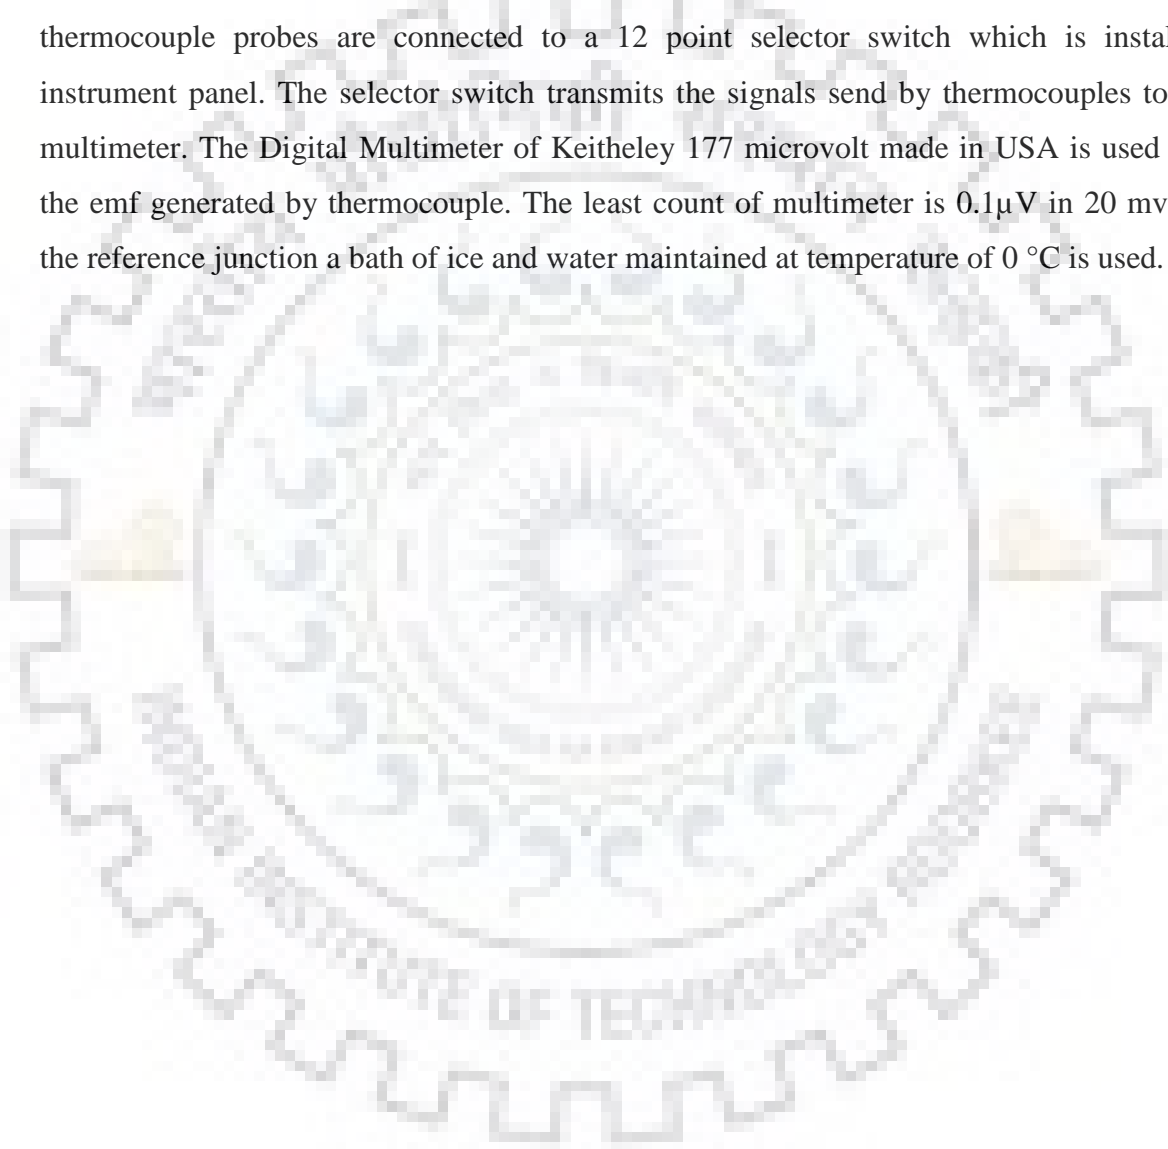 thermocouple probes are connected to a 12 point selector switch which is instal
instrument panel. The selector switch transmits the signals send by thermocouples to
multimeter. The Digital Multimeter of Keitheley 177 microvolt made in USA is used
the emf generated by thermocouple. The least count of multimeter is 0.1µV in 20 mv
the reference junction a bath of ice and water maintained at temperature of 0 °C is used.
INSTITUTE OF TECHNOLOGY